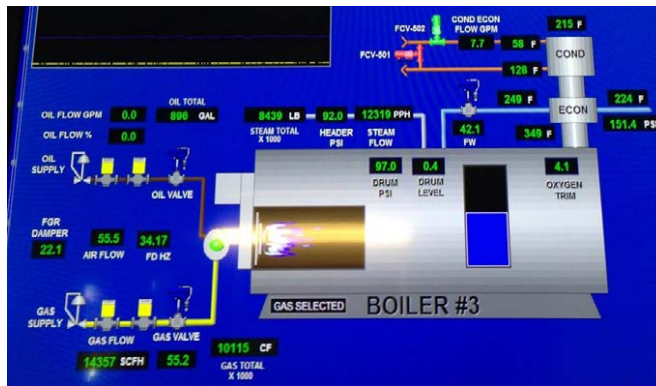 215 F
FCV-502
COND ECON
FLOW GPM
7.7
58 F
COND
FCV-501
128 F
OIL FLOW GPM
0.0
OIL TOTAL
896 GAL
8439 LB
STEAM TOTAL
X 1000
92.0
HEADER
PSI
12319 PPH
STEAM
FLOW
249 F
ECON
224 F
151.4 PS
OIL FLOW %
0.0
42.1
FW
349 F
OIL
SUPPLY
OIL VALVE
97.0
DRUM
PSI
0.4
DRUM
LEVEL
4.1
OXYGEN
TRIM
FGR
DAMPER
22.1
55.5
AIR FLOW
34.17
FD HZ
GAS
SUPPLY
GAS FLOW
GAS VALVE
GAS SELECTED
BOILER #3
14357 SCFH
55.2
10115 CF
GAS TOTAL
X 1000